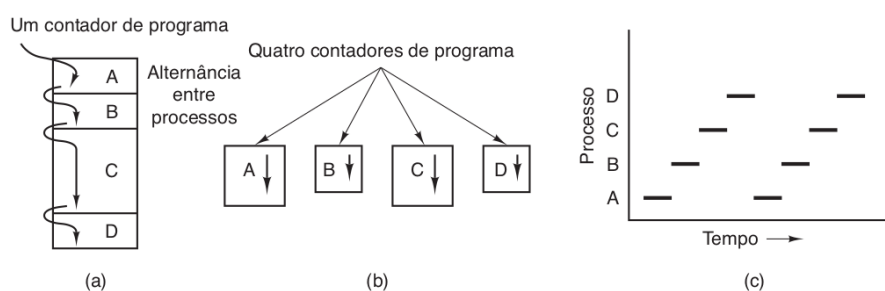 Um contador de programa
A
B
C
D
Alternância
entre
processos
(a)
Quatro contadores de programa
A
B
C
D
(b)
Processo
D
C
B
A
Tempo
(c)